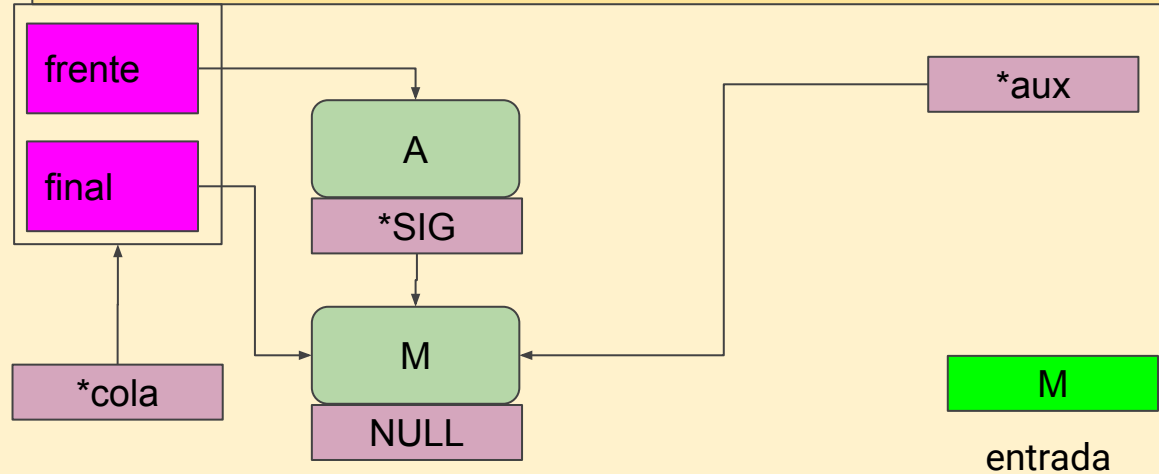 frente
*aux
A
final
*SIG
M
*cola
M
NULL
entrada